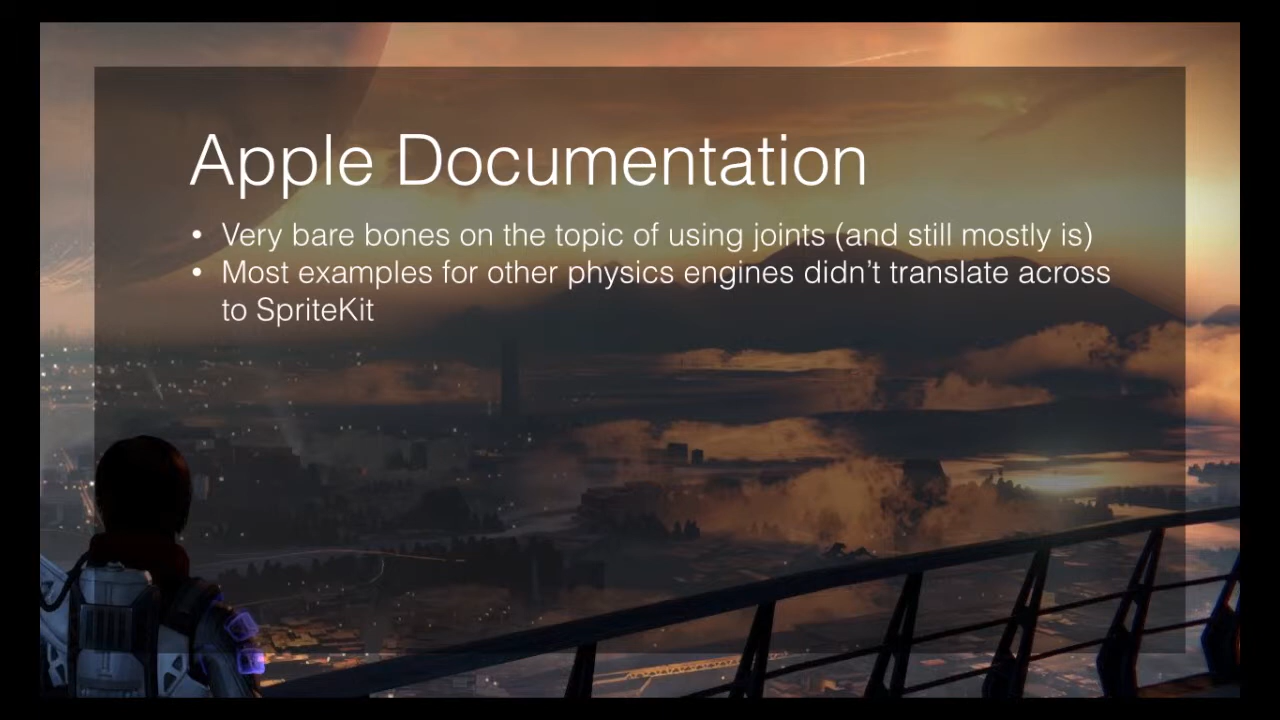 Apple Documentation
• Very bare bones on the topic of using joints (and still mostly is)
• Most examples for other physics engines didn't translate across
to SpriteKit